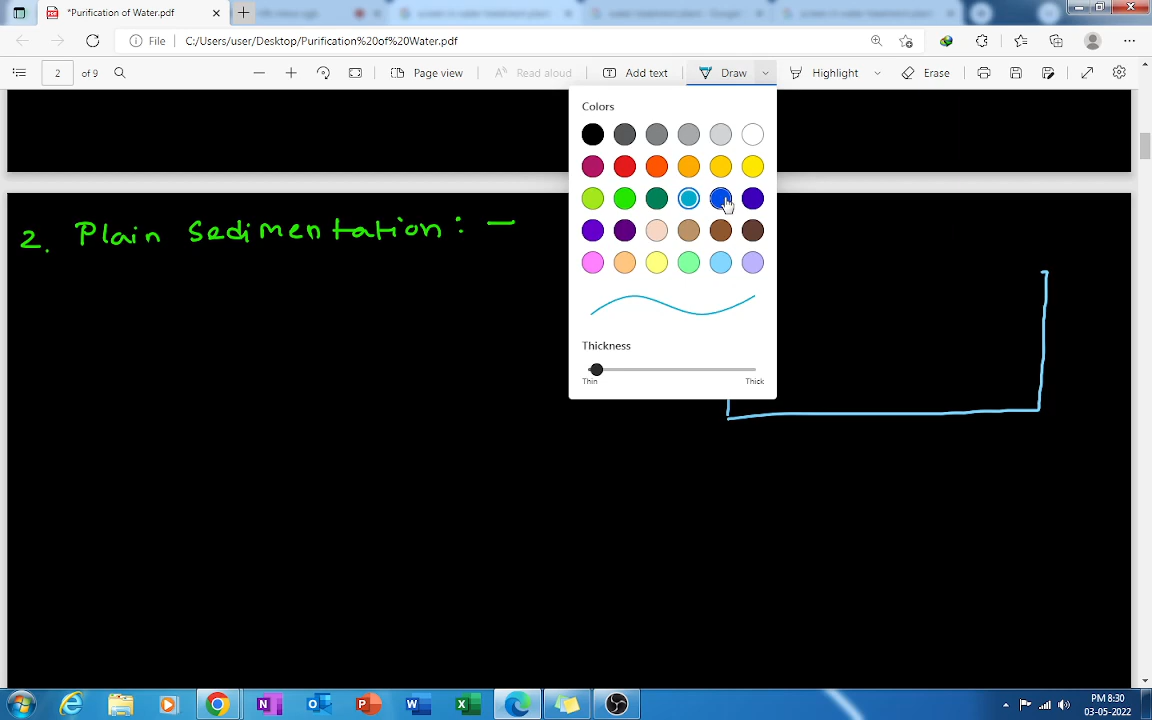 *Purification of Water.pdf
File
C:/Users/user/Desktop/Purification%20of%20Water.pdf
2 of 9
Page view
Read aloud
Add text
Draw
Highlight
Erase
Colors
2. Plain Sedimentation: -
Thickness
Thin
Thick
PM 8:30
03-05-2022